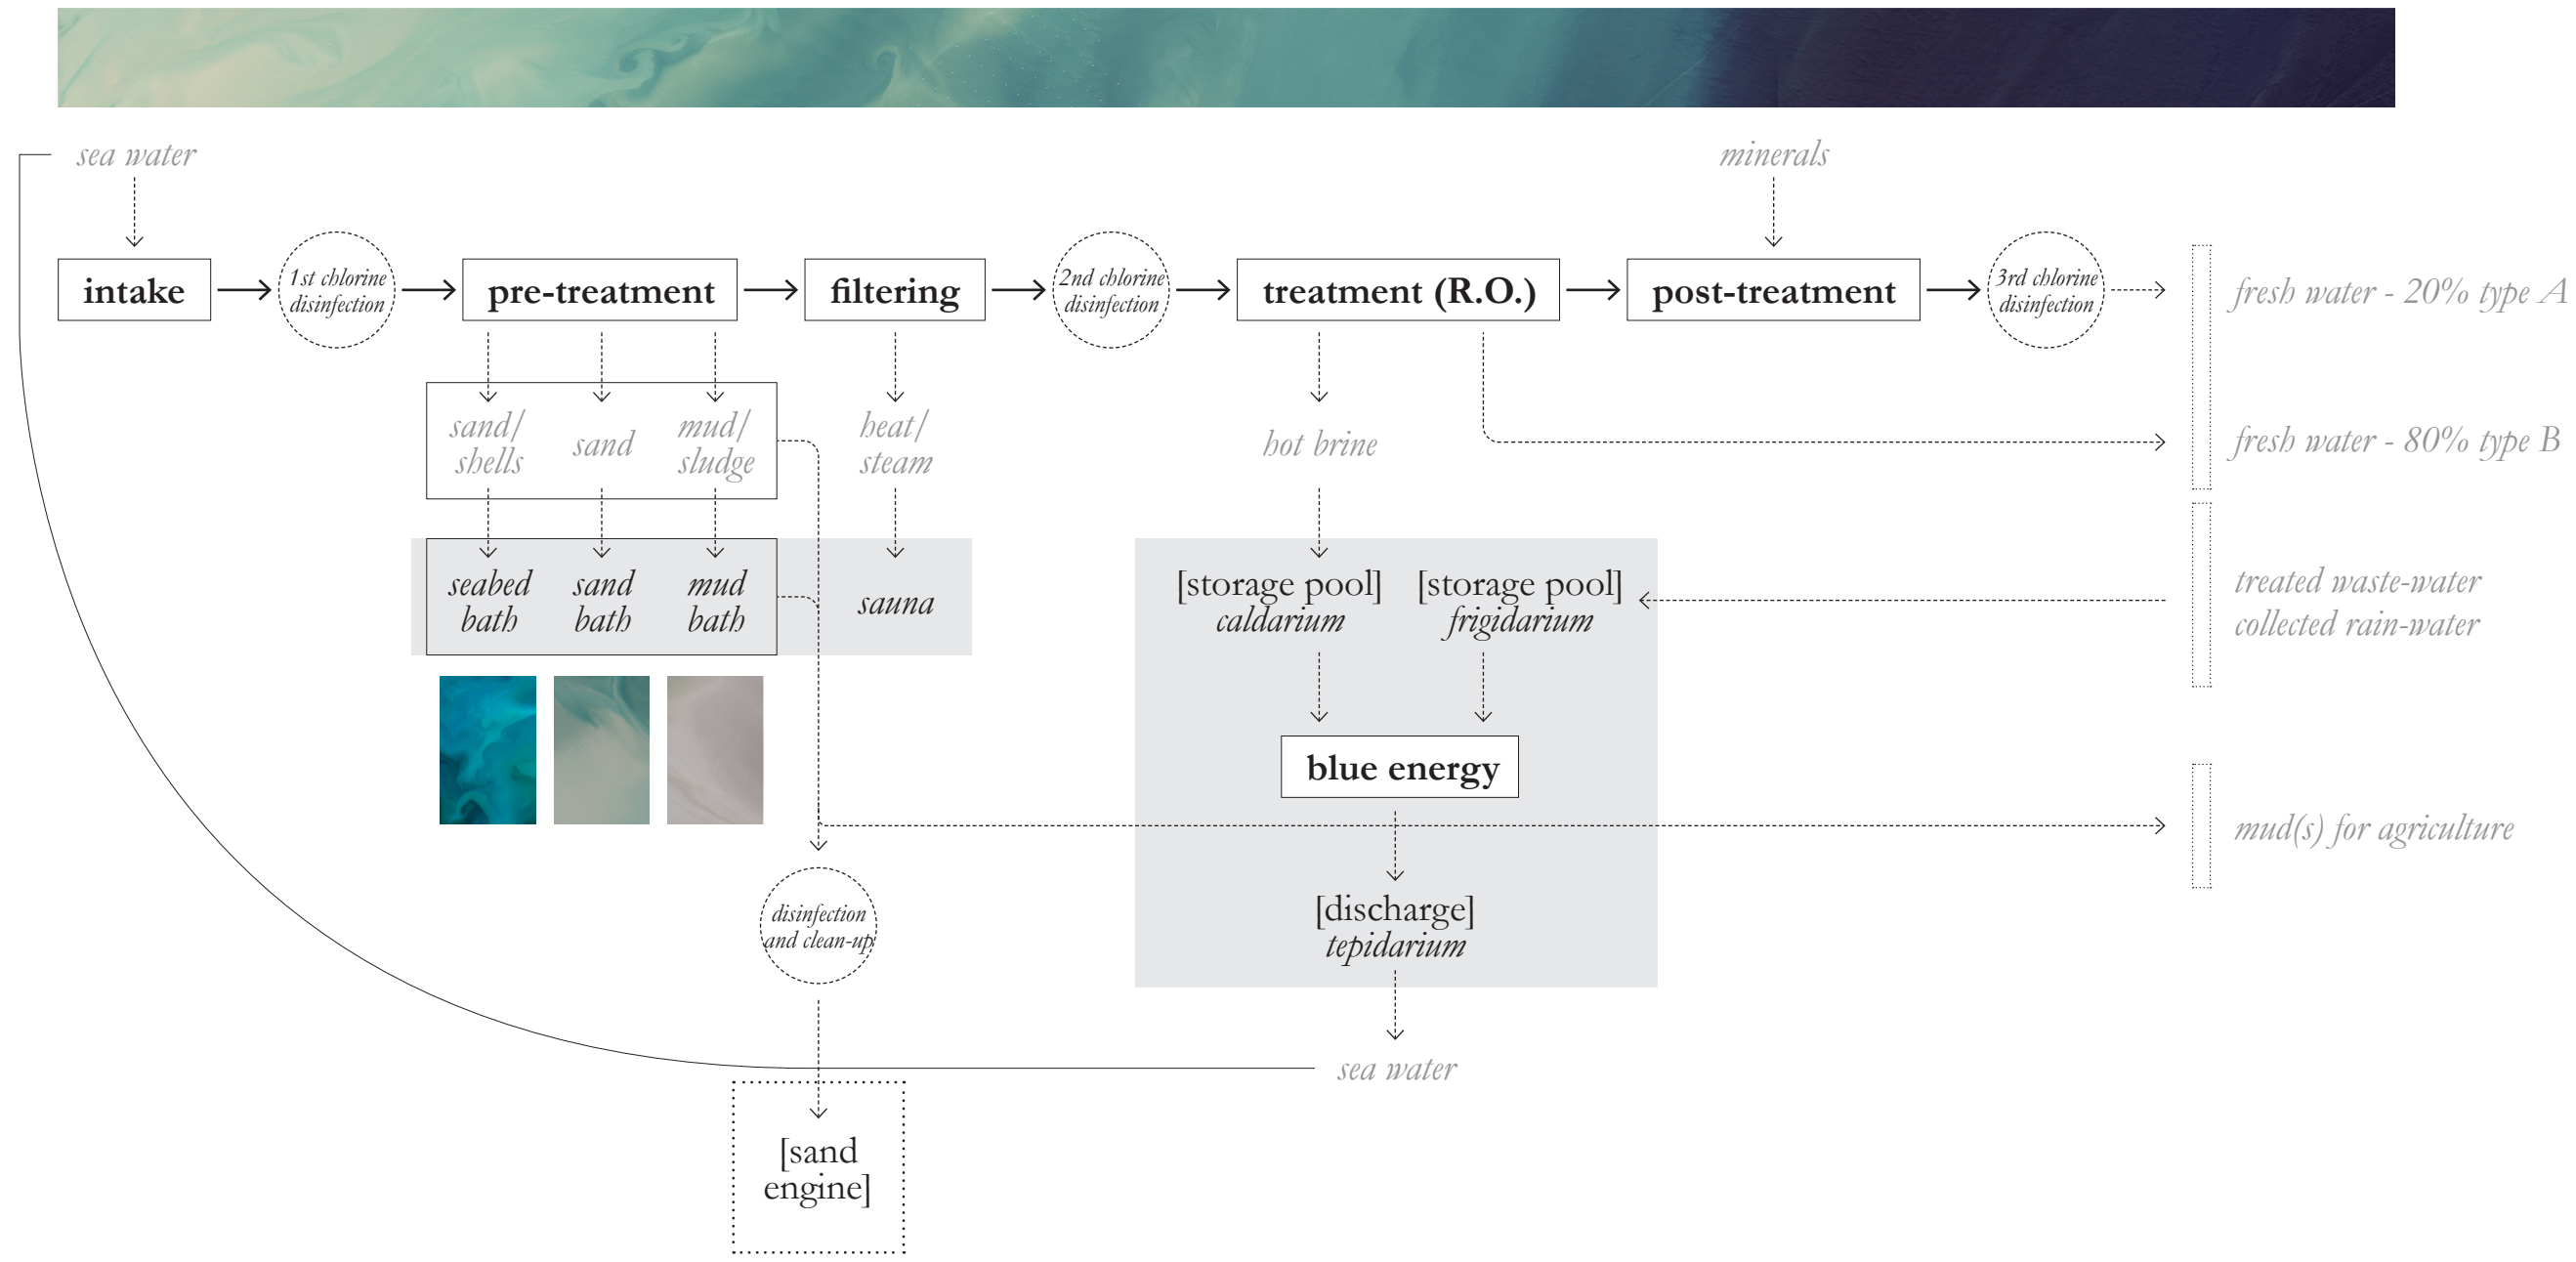 sea water
minerals
intake
1st chlorine
disinfection
pre-treatment
filtering
2nd chlorine
disinfection
treatment (R.O.)
post-treatment
3rd chlorine
disinfection
fresh water - 20% type A
sand/
shells
sand
mud/
sludge
heat/
steam
hot brine
fresh water - 80% type B
seabed
bath
sand
bath
mud
bath
sauna
[storage pool]
caldarium
[storage pool]
frigidarium
treated waste-water
collected rain-water
blue energy
mud(s) for agriculture
disinfection
and clean-up
[discharge]
tepidarium
sea water
[sand
engine]